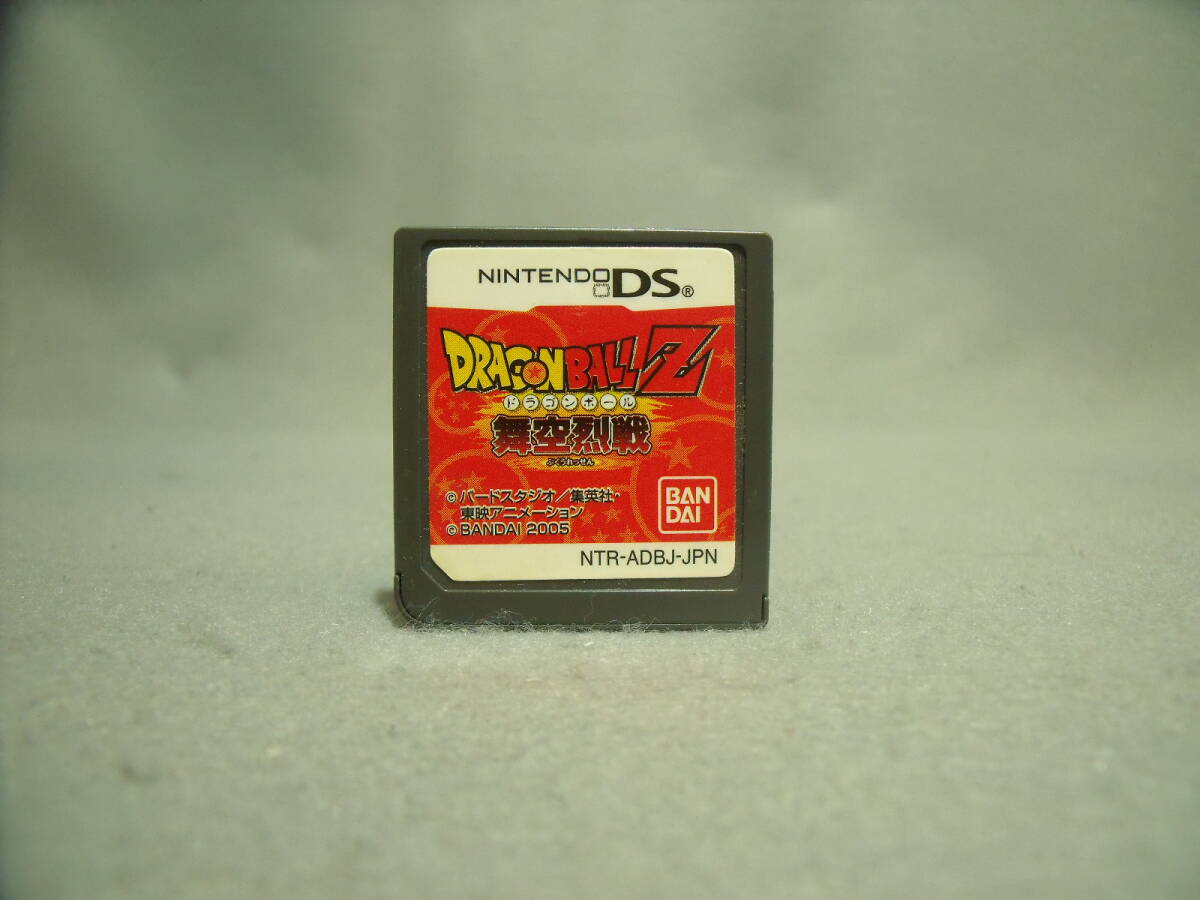 NINTENDO DS®
DRAGON BALL Z
ドラゴンボール
舞空烈戦
ぶくうれっせん
©バードスタジオ／集英社・
東映アニメーション
©BANDAI 2005
BAN
DAI
NTR-ADBJ-JPN